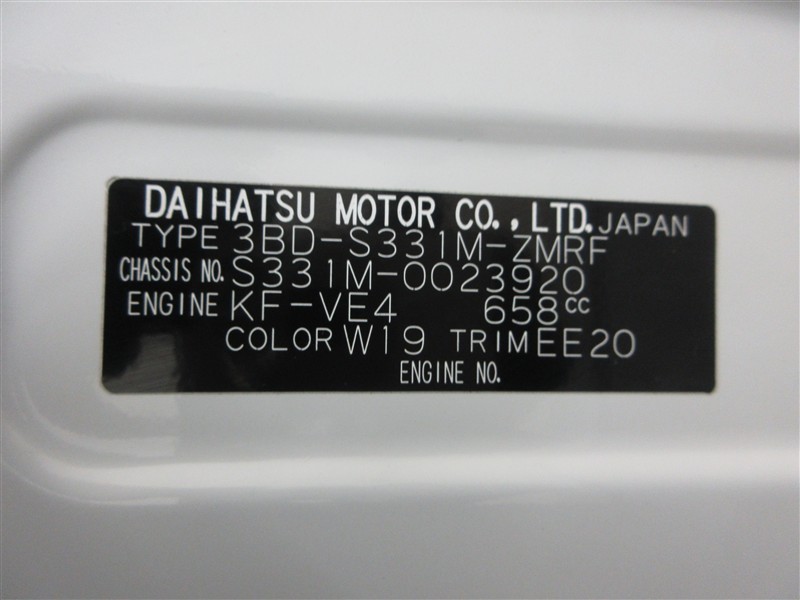 DAIHATSU MOTOR CO., LTD. JAPAN
TYPE 3BD-S331M-ZMRF
CHASSIS NO. S331M-0023920
ENGINE KF-VE4 658cc
COLOR W19 TRIM EE20
ENGINE NO.